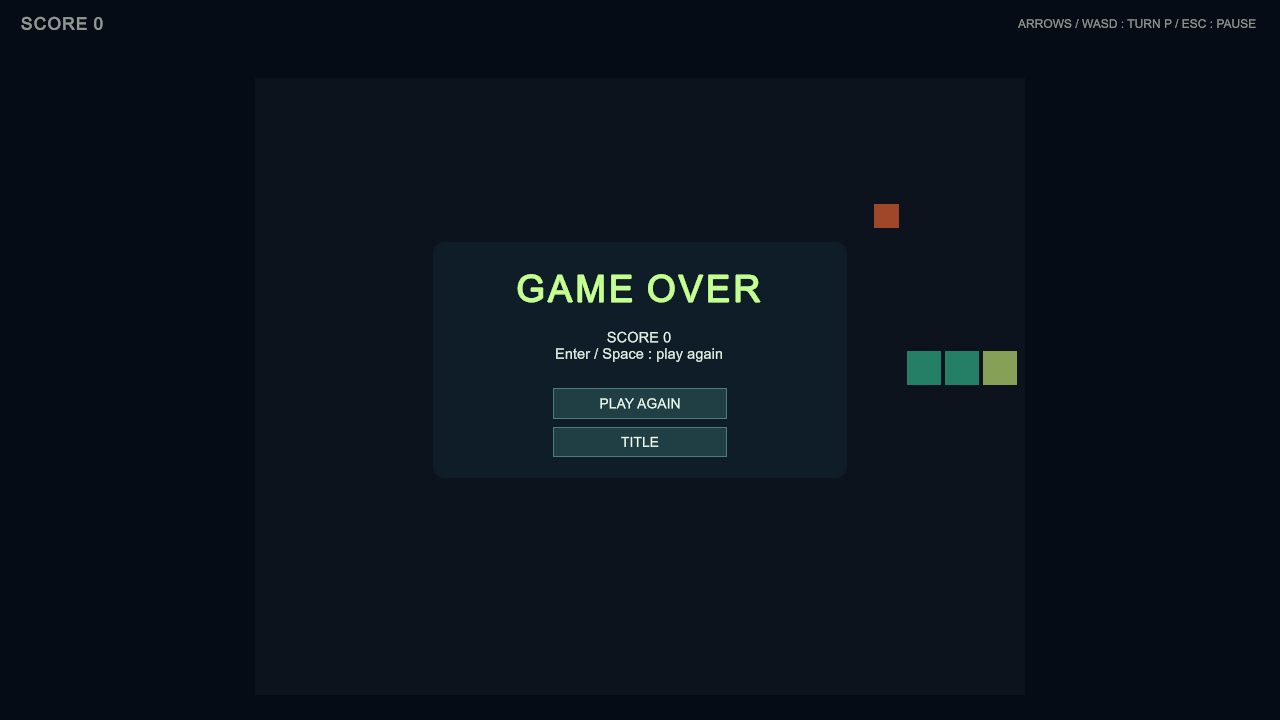 SCORE 0
ARROWS / WASD : TURN P / ESC : PAUSE
GAME OVER
SCORE 0
Enter / Space : play again
PLAY AGAIN
TITLE